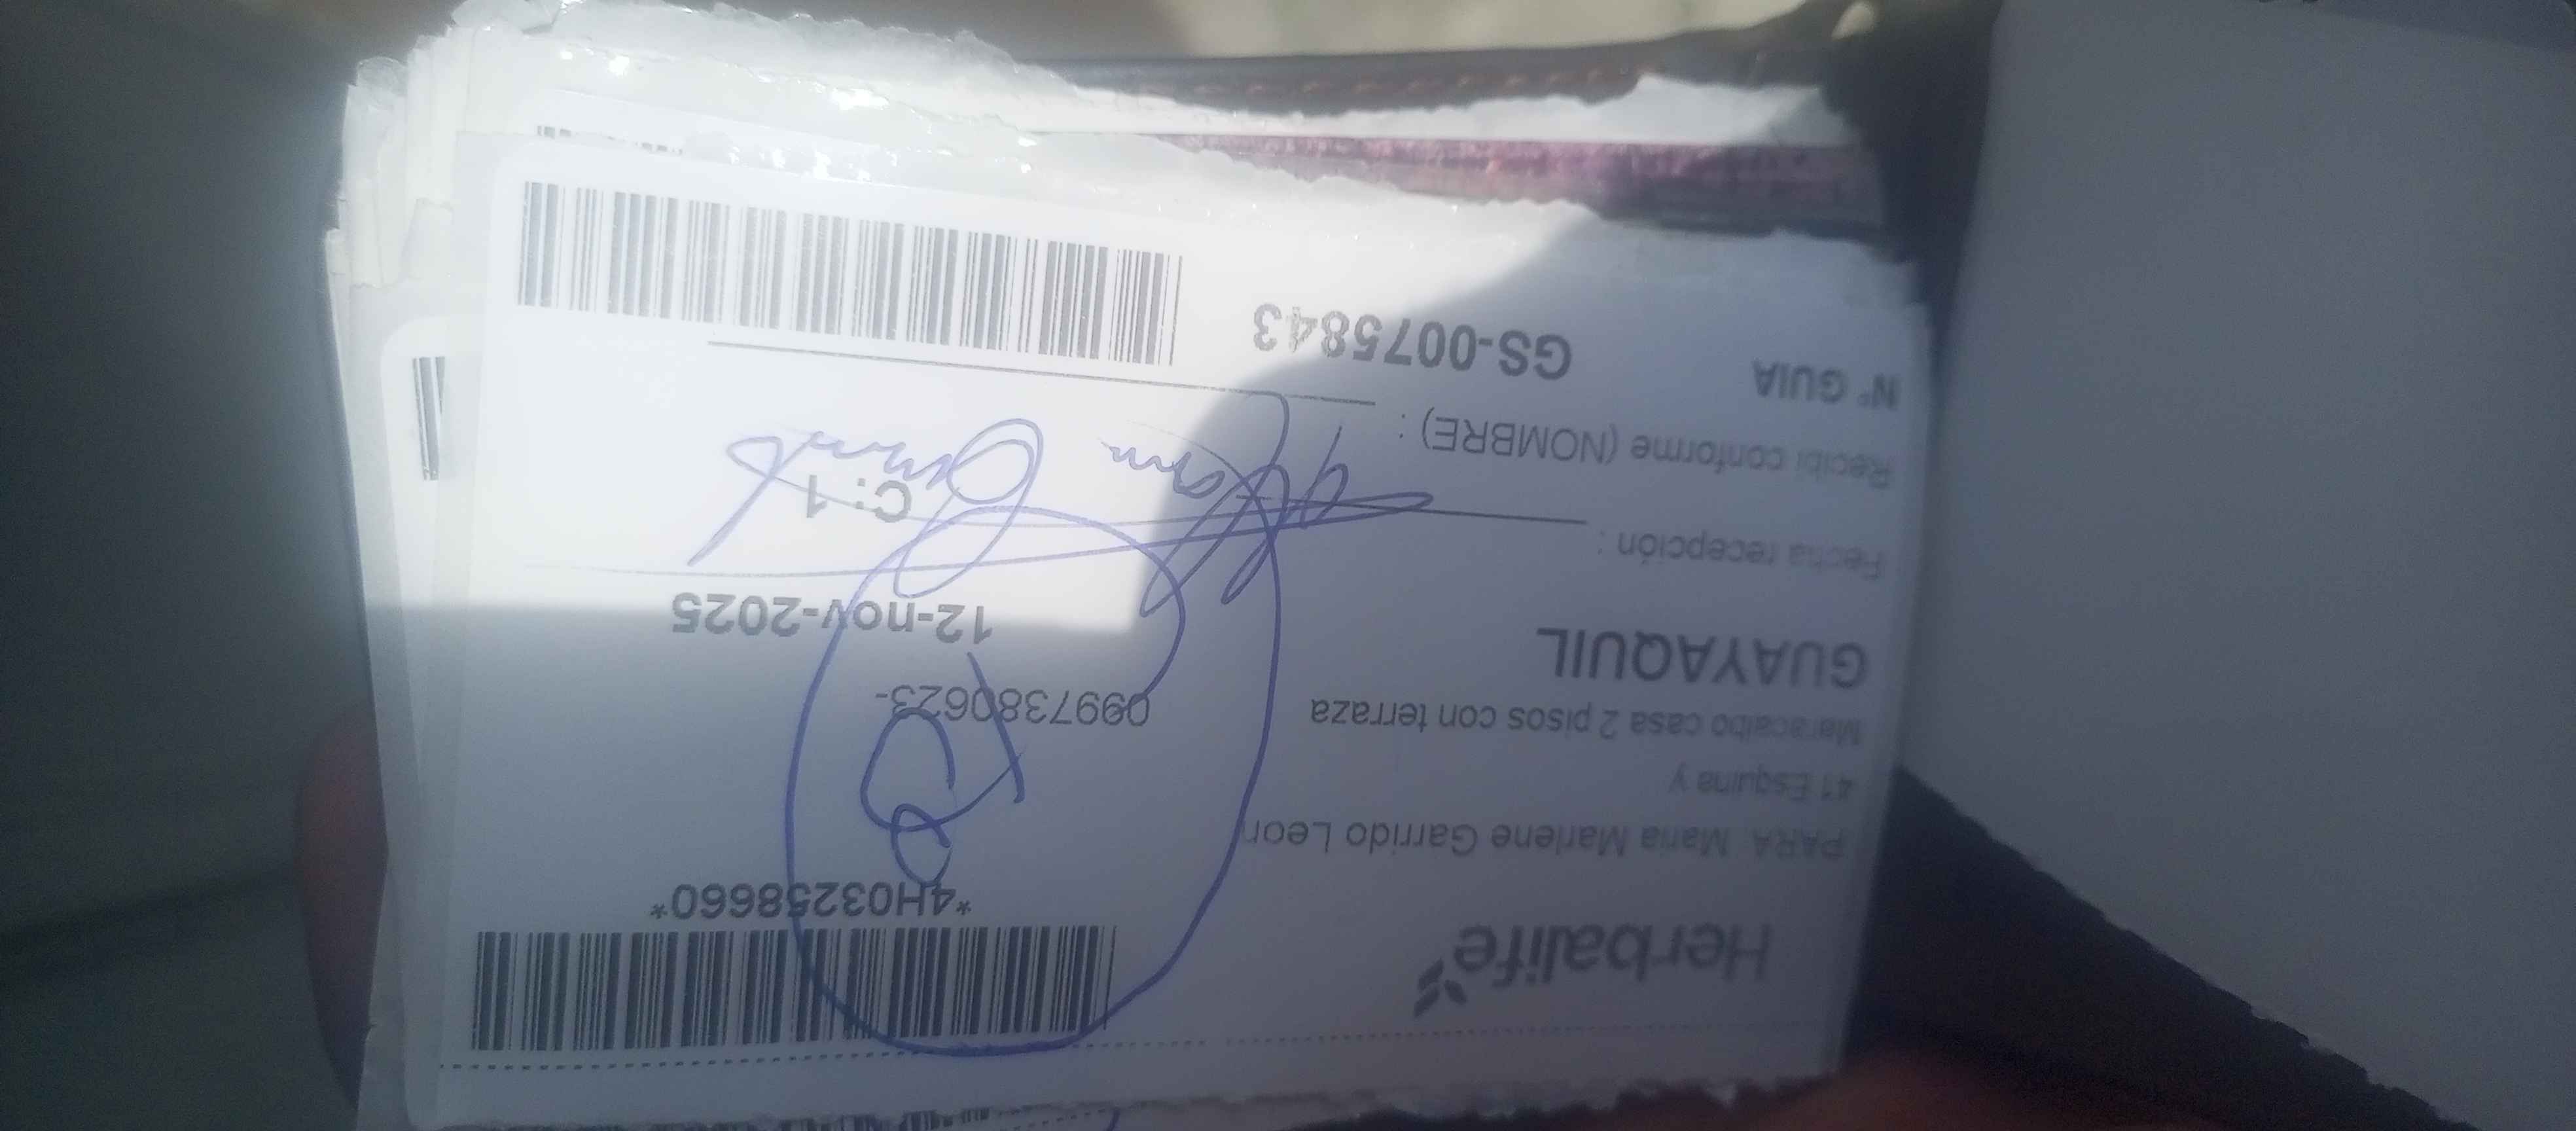 Herbalife
*4H03258660*
PARA: Maria Marlene Garrido Leon
41 Esquina y
Maracaibo casa 2 pisos con terraza
0997380623-
GUAYAQUIL
12-nov-2025
Fecha recepción :
C: 1
Recibi conforme (NOMBRE) :
N° GUIA
GS-0075843